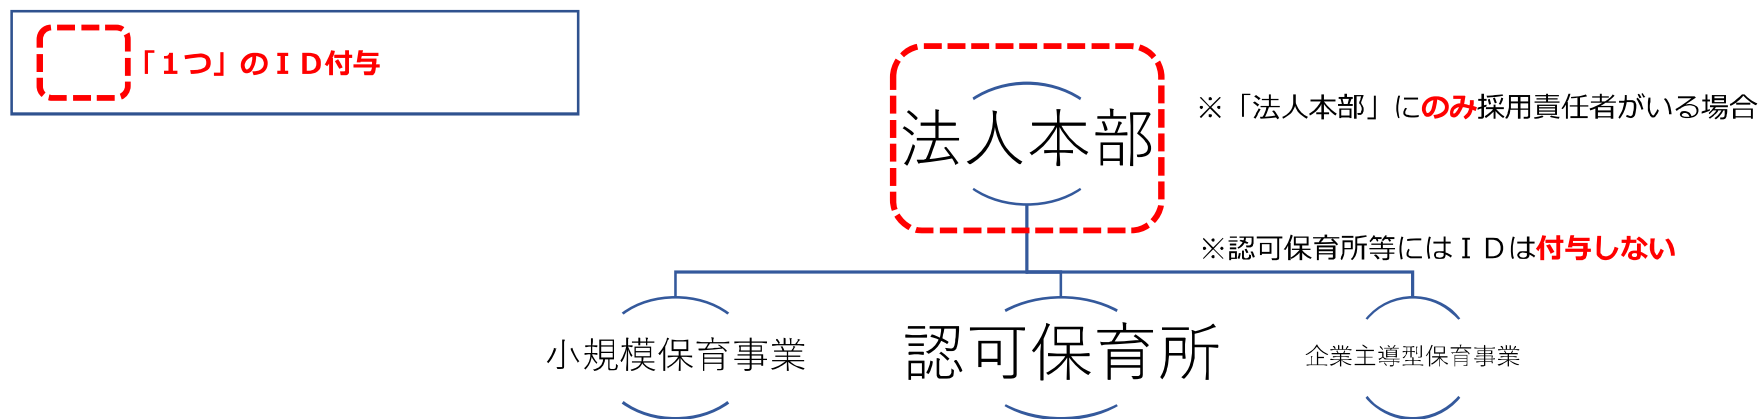 「１つ」のＩＤ付与
法人本部
※「法人本部」にのみ採用責任者がいる場合
※認可保育所等にはＩＤは付与しない
小規模保育事業
認可保育所
企業主導型保育事業